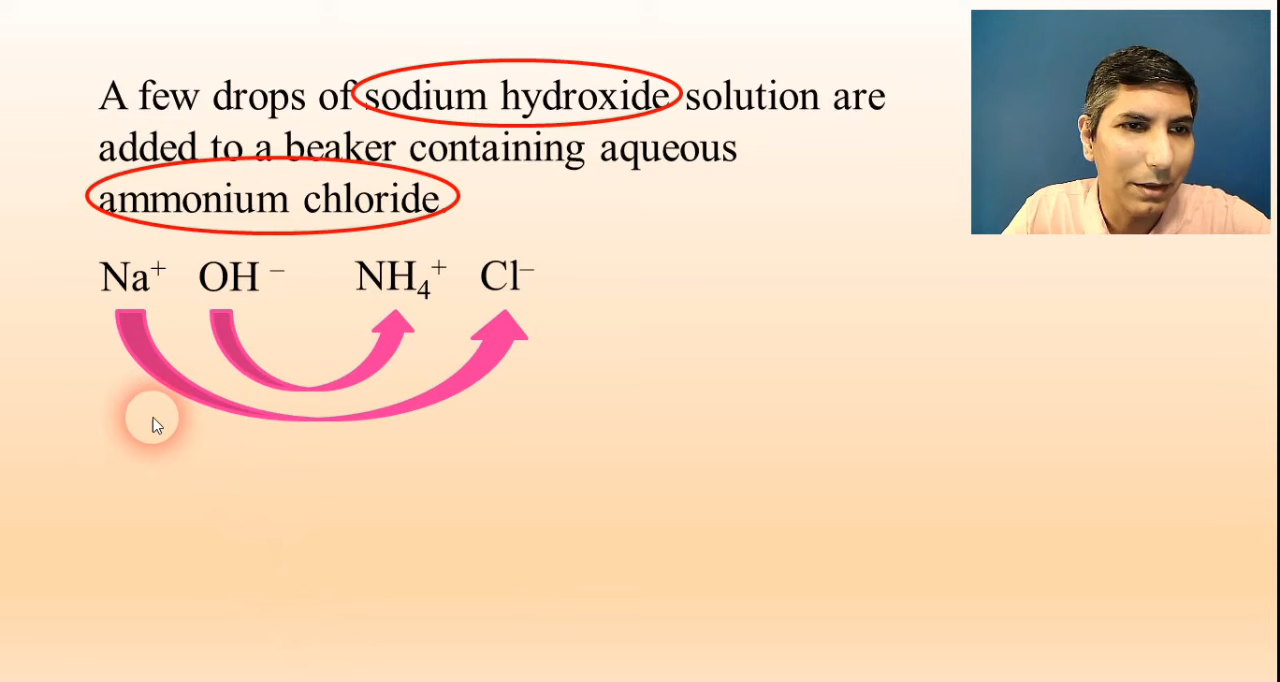 A few drops of sodium hydroxide solution are
added to a beaker containing aqueous
ammonium chloride
Na⁺ OH⁻ NH₄⁺ Cl⁻